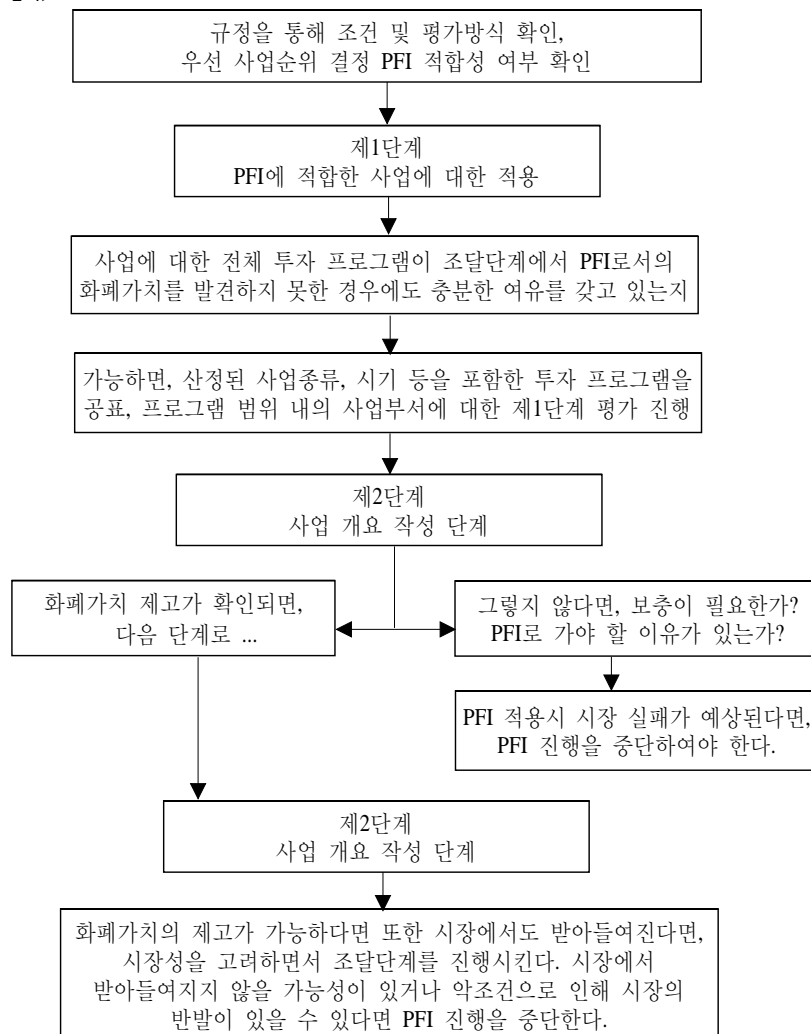 규정을 통해 조건 및 평가방식 확인,
우선 사업순위 결정 PFI 적합성 여부 확인
제1단계
PFI에 적합한 사업에 대한 적용
사업에 대한 전체 투자 프로그램이 조달단계에서 PFI로서의
화폐가치를 발견하지 못한 경우에도 충분한 여유를 갖고 있는지
가능하면, 산정된 사업종류, 시기 등을 포함한 투자 프로그램을
공표, 프로그램 범위 내의 사업부서에 대한 제1단계 평가 진행
제2단계
사업 개요 작성 단계
화폐가치 제고가 확인되면,
다음 단계로 ...
그렇지 않다면, 보충이 필요한가?
PFI로 가야 할 이유가 있는가?
PFI 적용시 시장 실패가 예상된다면,
PFI 진행을 중단하여야 한다.
제2단계
사업 개요 작성 단계
화폐가치의 제고가 가능하다면 또한 시장에서도 받아들여진다면,
시장성을 고려하면서 조달단계를 진행시킨다. 시장에서
받아들여지지 않을 가능성이 있거나 악조건으로 인해 시장의
반발이 있을 수 있다면 PFI 진행을 중단한다.